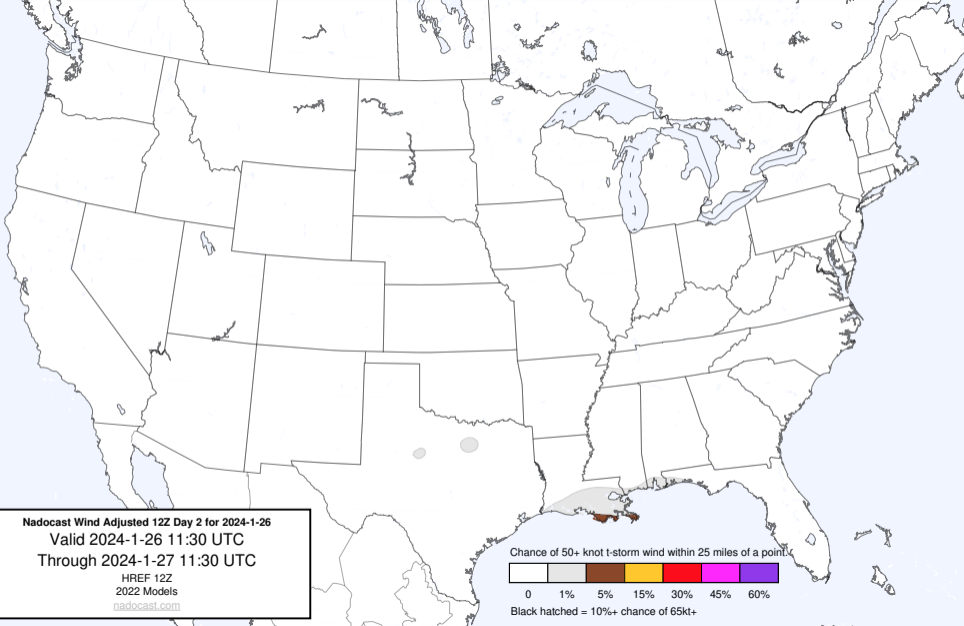 Nadocast Wind Adjusted 12Z Day 2 for 2024-1-26
Valid 2024-1-26 11:30 UTC
Through 2024-1-27 11:30 UTC
HREF 12Z
2022 Models
nadocast.com
Chance of 50+ knot t-storm wind within 25 miles of a point.
0 1% 5% 15% 30% 45% 60%
Black hatched = 10%+ chance of 65kt+